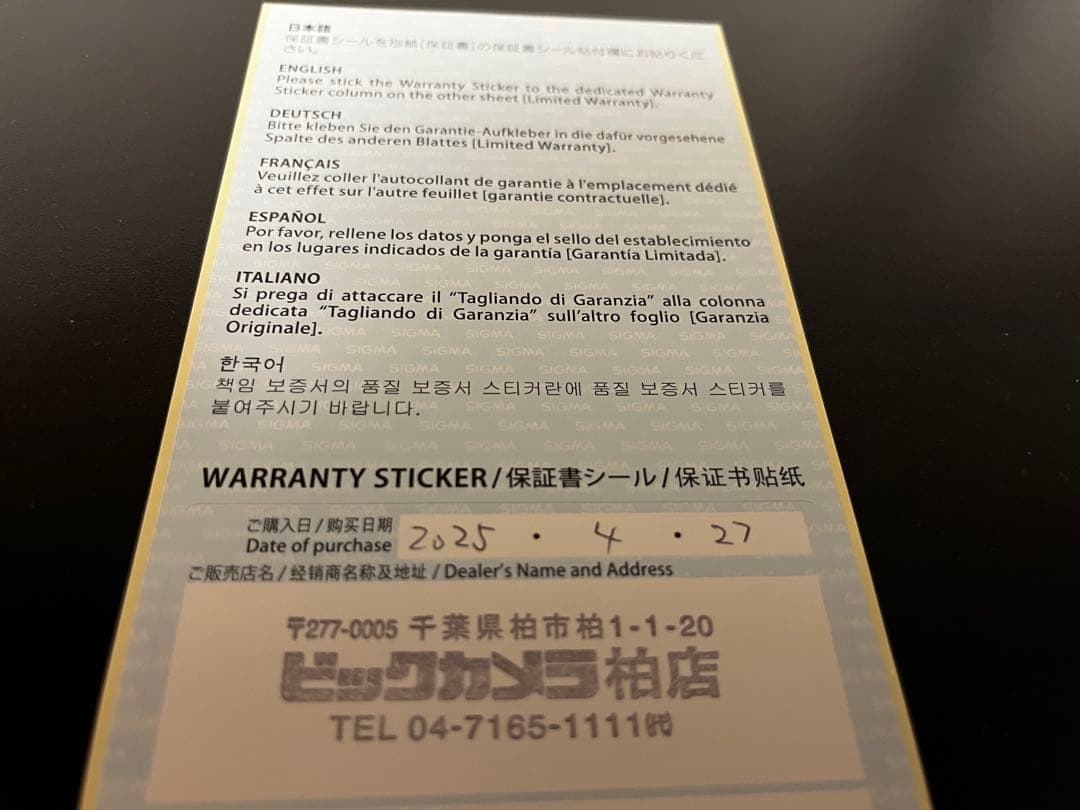 日本語
保証書シールを別紙[保証書]の保証書シール貼付欄にお貼りくだ
さい。
ENGLISH
Please stick the Warranty Sticker to the dedicated Warranty
Sticker column on the other sheet [Limited Warranty].
DEUTSCH
Bitte kleben Sie den Garantie-Aufkleber in die dafür vorgesehene
Spalte des anderen Blattes [Limited Warranty].
FRANÇAIS
Veuillez coller l'autocollant de garantie à l'emplacement dédié
à cet effet sur l'autre feuillet [garantie contractuelle].
ESPAÑOL
Por favor, rellene los datos y ponga el sello del establecimiento
en los lugares indicados de la garantía [Garantía Limitada].
ITALIANO
Si prega di attaccare il “Tagliando di Garanzia” alla colonna
dedicata “Tagliando di Garanzia” sull’altro foglio [Garanzia
Originale].
한국어
책임 보증서의 품질 보증서 스티커란에 품질 보증서 스티커를
붙여주시기 바랍니다.
WARRANTY STICKER/保証書シール/保证书贴纸
ご購入日/购买日期
Date of purchase 2025 · 4 · 27
ご販売店名/经销商名称及地址/Dealer's Name and Address
〒277-0005 千葉県柏市柏1-1-20
ビックカメラ柏店
TEL 04-7165-1111㈹